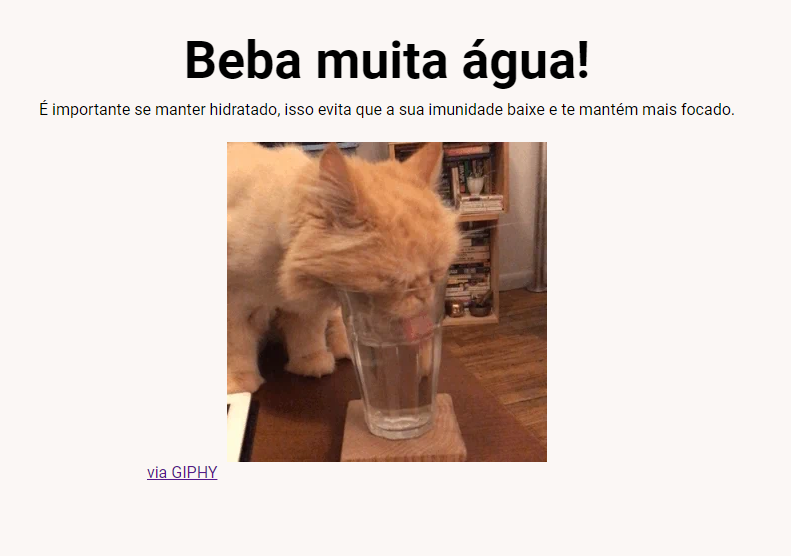 Beba muita água!
É importante se manter hidratado, isso evita que a sua imunidade baixe e te mantém mais focado.
via GIPHY